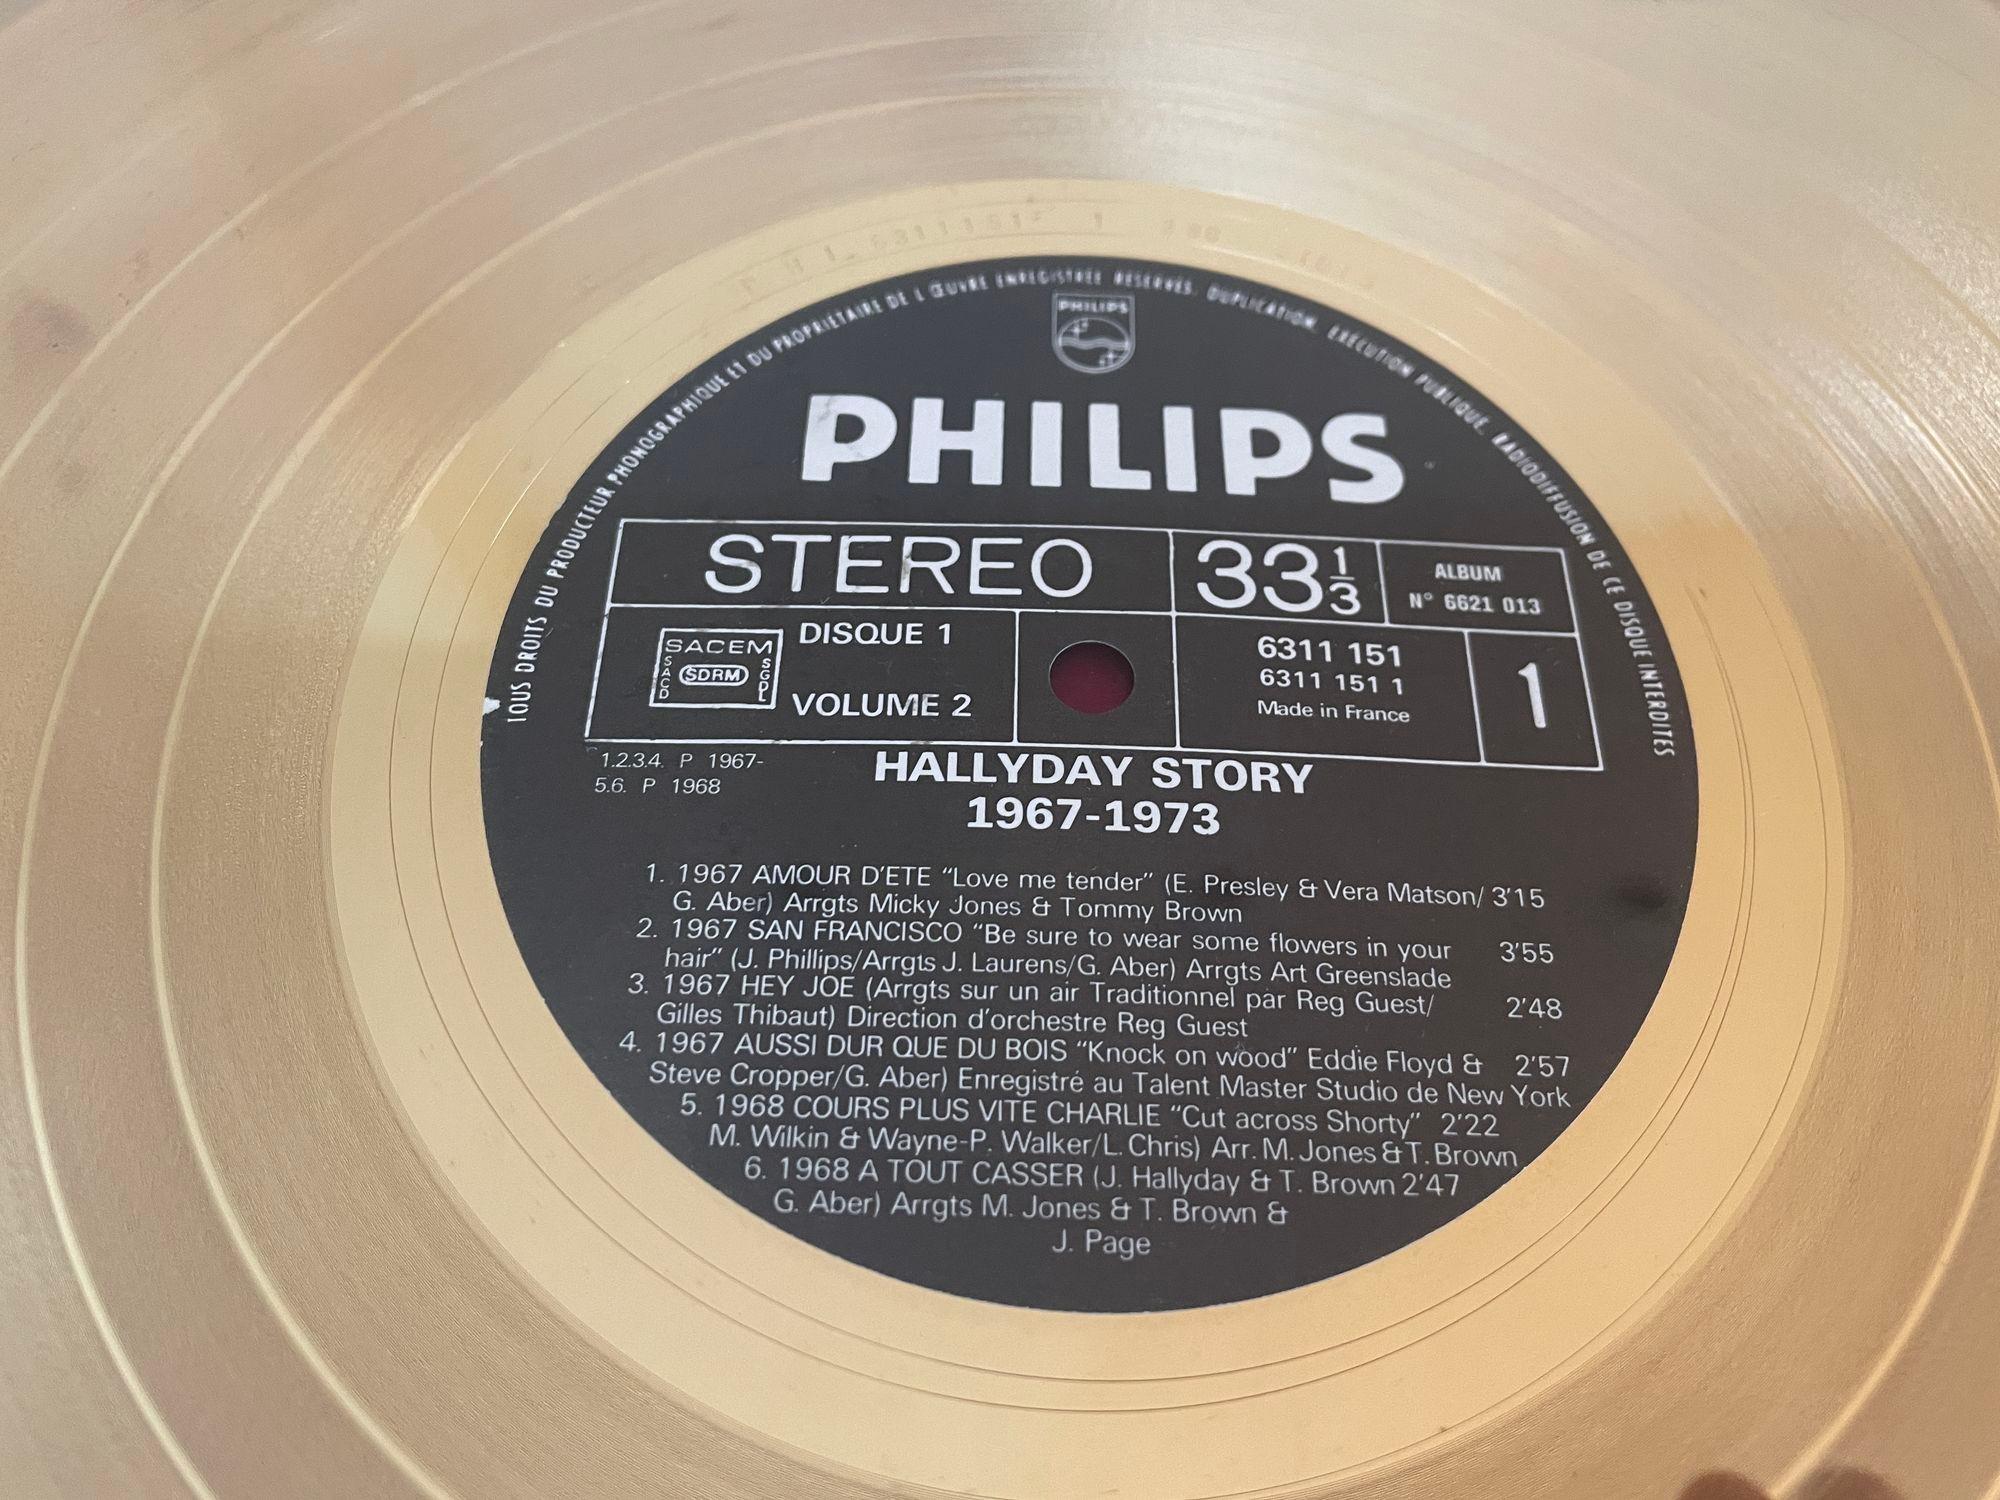 TOUS DROITS DU PRODUCTEUR PHONOGRAPHIQUE ET DU PROPRIETAIRE DE L'ŒUVRE ENREGISTRÉE RESERVÉS. DUPLICATION, EXÉCUTION PUBLIQUE, RADIODIFFUSION DE CE DISQUE INTERDITES
PHILIPS
PHILIPS
STEREO
33 1/3
ALBUM
N° 6621 013
SACEM
SACD
SDRM
SGDL
DISQUE 1
VOLUME 2
6311 151
6311 151 1
Made in France
1
1.2.3.4. P 1967-
5.6. P 1968
HALLYDAY STORY
1967-1973
1. 1967 AMOUR D'ETE "Love me tender" (E. Presley & Vera Matson/ 3'15
G. Aber) Arrgts Micky Jones & Tommy Brown
2. 1967 SAN FRANCISCO "Be sure to wear some flowers in your 3'55
hair" (J. Phillips/Arrgts J. Laurens/G. Aber) Arrgts Art Greenslade
3. 1967 HEY JOE (Arrgts sur un air Traditionnel par Reg Guest/ 2'48
Gilles Thibaut) Direction d'orchestre Reg Guest
4. 1967 AUSSI DUR QUE DU BOIS "Knock on wood" Eddie Floyd & 2'57
Steve Cropper/G. Aber) Enregistré au Talent Master Studio de New York
5. 1968 COURS PLUS VITE CHARLIE "Cut across Shorty" 2'22
M. Wilkin & Wayne-P. Walker/L. Chris) Arr. M. Jones & T. Brown
6. 1968 A TOUT CASSER (J. Hallyday & T. Brown 2'47
G. Aber) Arrgts M. Jones & T. Brown &
J. Page